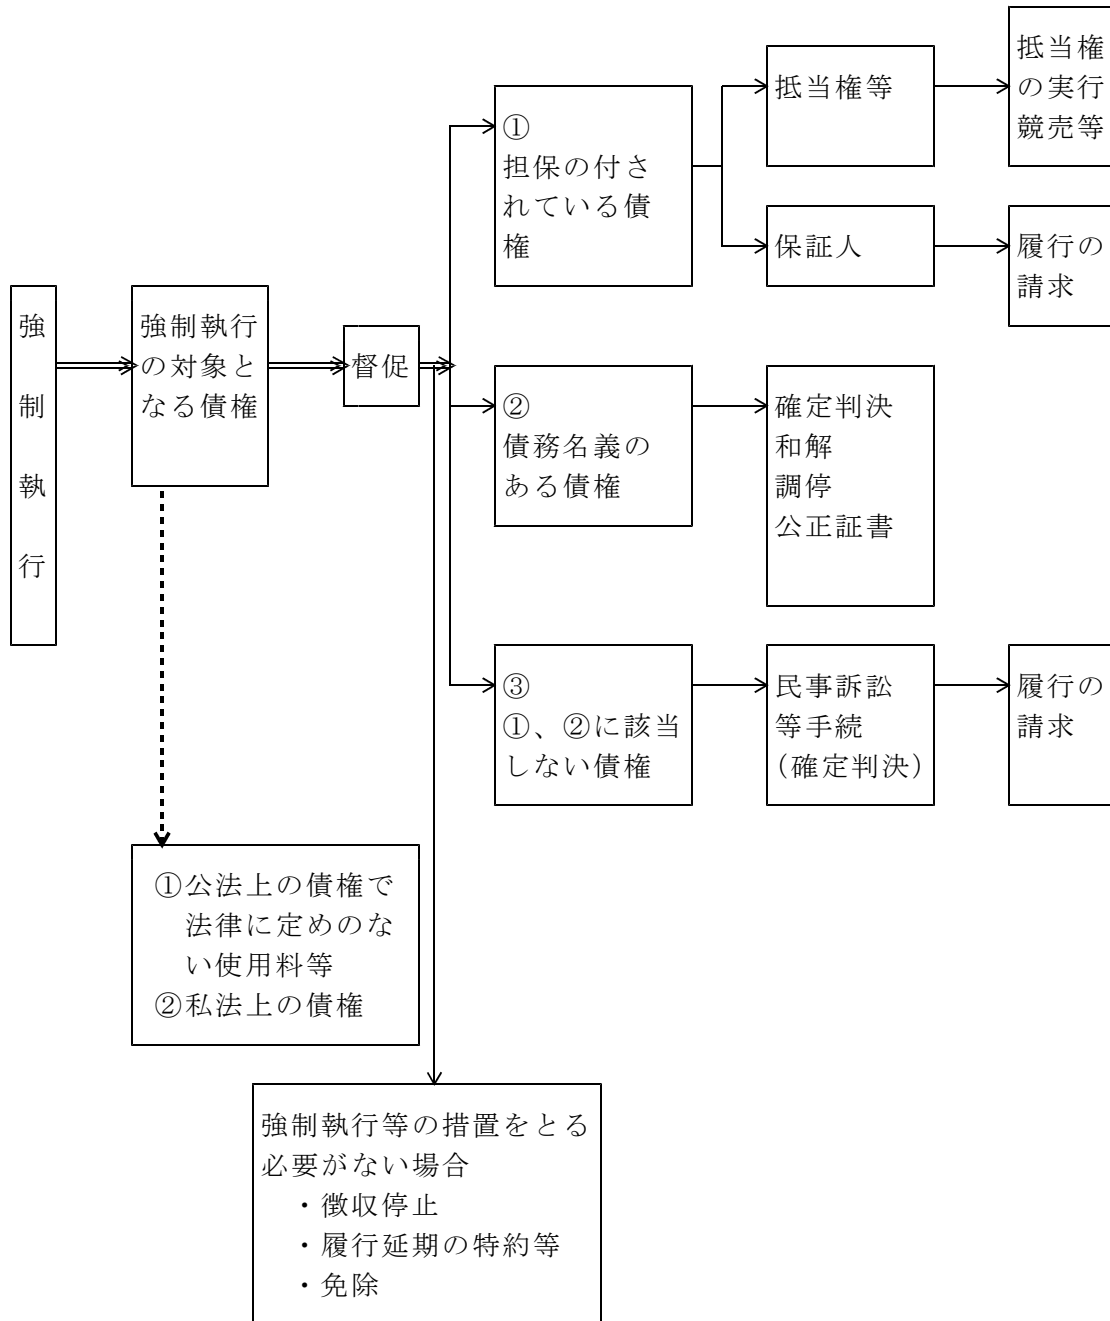 強
制
執
行
強制執行
の対象と
なる債権
督促
①
担保の付さ
れている債
権
抵当権等
抵当権
の実行
競売等
保証人
履行の
請求
②
債務名義の
ある債権
確定判決
和解
調停
公正証書
③
①、②に該当
しない債権
民事訴訟
等手続
（確定判決）
履行の
請求
①公法上の債権で
法律に定めのな
い使用料等
②私法上の債権
強制執行等の措置をとる
必要がない場合
・徴収停止
・履行延期の特約等
・免除